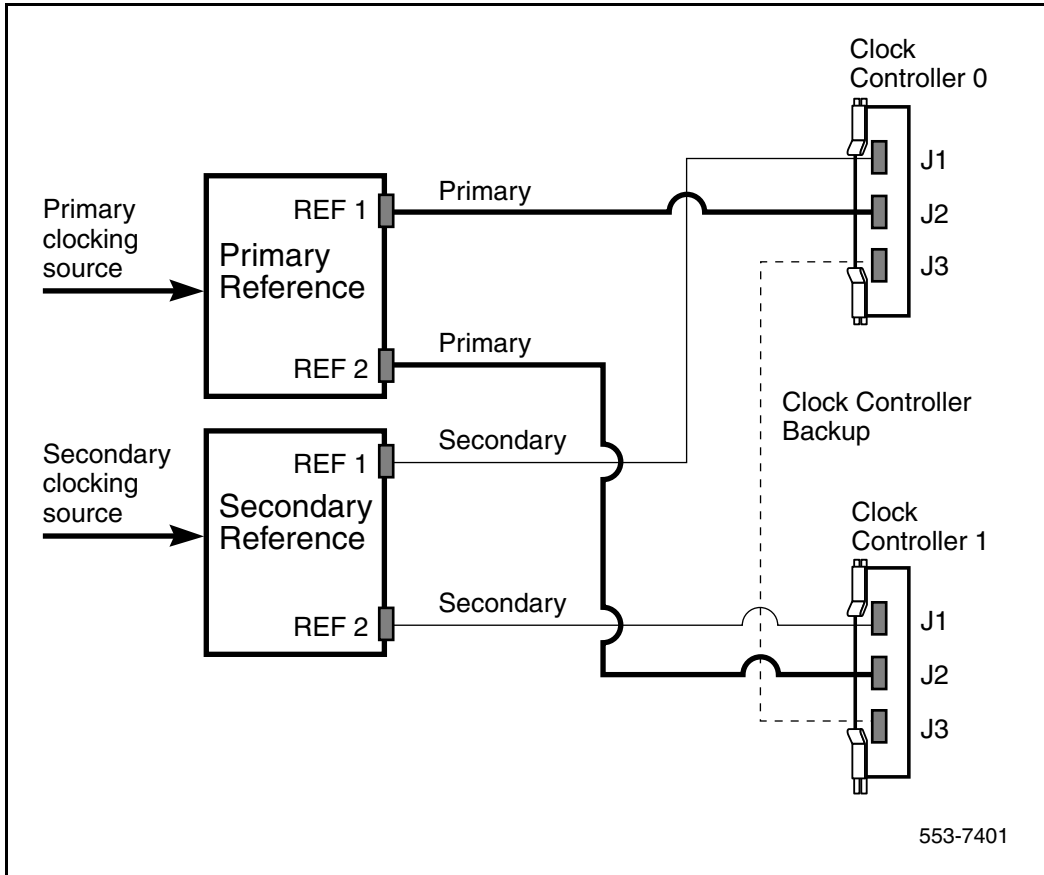 Clock
Controller 0
J1
J2
J3
Primary
clocking
source
REF 1
Primary
Reference
REF 2
Primary
Primary
Clock Controller
Backup
Secondary
clocking
source
REF 1
Secondary
Reference
REF 2
Secondary
Secondary
Clock
Controller 1
J1
J2
J3
553-7401